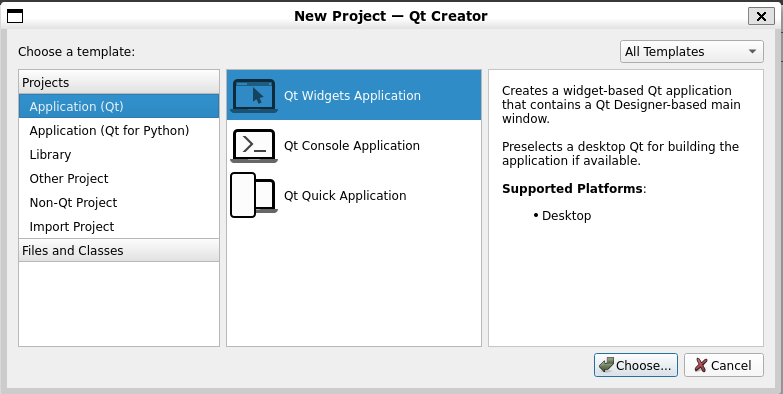 New Project — Qt Creator
Choose a template:
All Templates
Projects
Application (Qt)
Application (Qt for Python)
Library
Other Project
Non-Qt Project
Import Project
Files and Classes
Qt Widgets Application
Qt Console Application
Qt Quick Application
Creates a widget-based Qt application
that contains a Qt Designer-based main
window.
Preselects a desktop Qt for building the
application if available.
Supported Platforms:
• Desktop
Choose...
Cancel